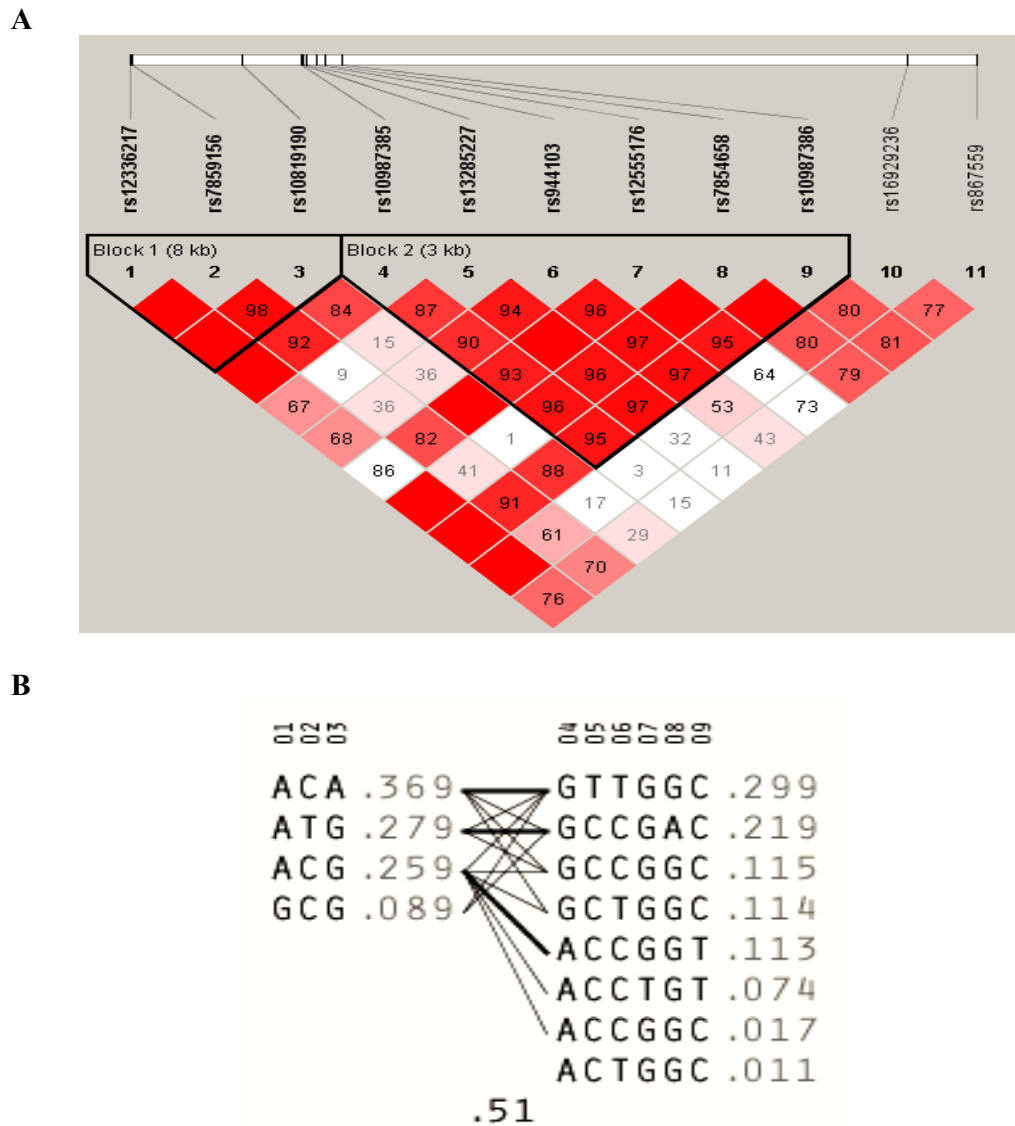 A
rs12336217 rs7859156 rs10819190 rs10987385 rs13285227 rs944103 rs12555176 rs7854658 rs10987386 rs16929236 rs867559
Block 1 (8 kb) Block 2 (3 kb)
1 2 3 4 5 6 7 8 9 10 11
98 84 87 94 96 80 77
92 15 90 97 95 80 81
9 36 93 96 97 64 79
67 36 96 97 53 73
68 82 1 95 32 43
86 41 88 3 11
91 17 15
61 29
70
76
B
01 02 03 04 05 06 07 08 09
ACA .369 GTTGGC .299
ATG .279 GCCGAC .219
ACG .259 GCCGGC .115
GCG .089 GCTGGC .114
ACCGGT .113
ACCTGT .074
ACCGGC .017
ACTGGC .011
.51